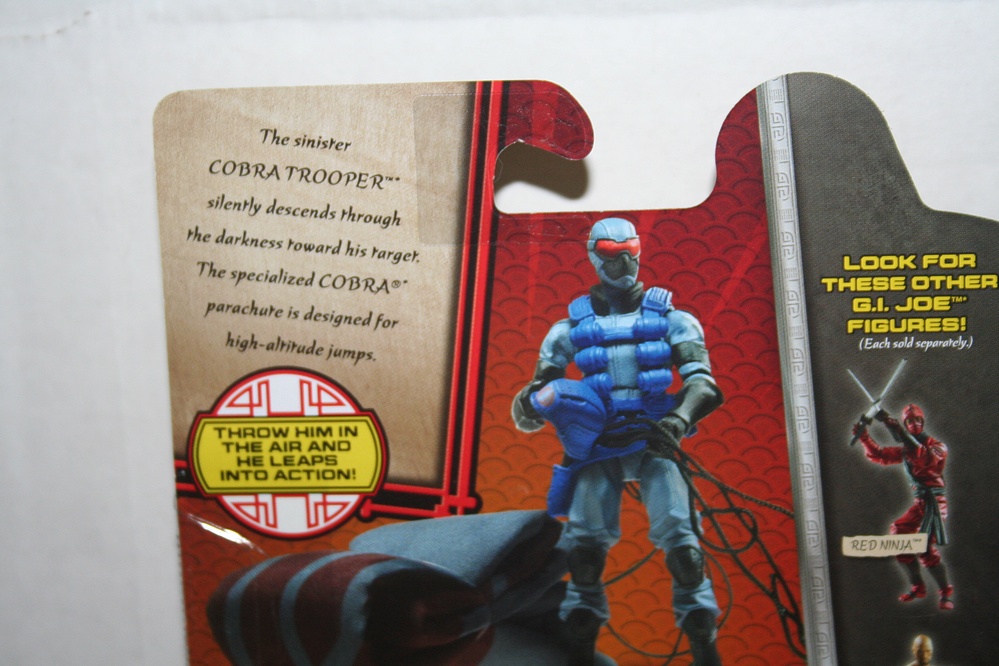 The sinister
COBRA TROOPER™*
silently descends through
the darkness toward his target.
The specialized COBRA®*
parachute is designed for
high-altitude jumps.
THROW HIM IN
THE AIR AND
HE LEAPS
INTO ACTION!
LOOK FOR
THESE OTHER
G.I. JOE™*
FIGURES!
(Each sold separately.)
RED NINJA™*